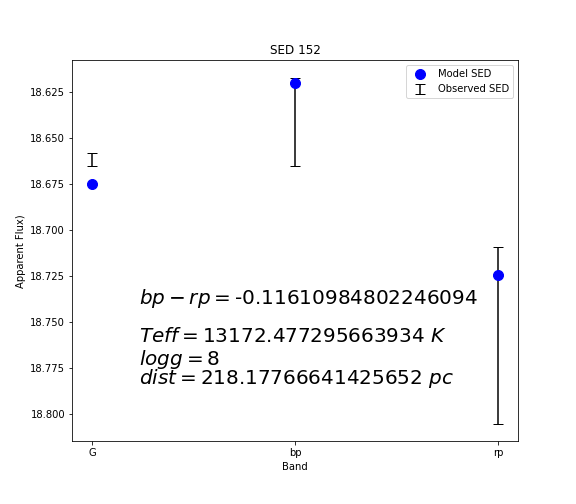 SED 152
Model SED
Observed SED
18.625
18.650
18.675
18.700
18.725
18.750
18.775
18.800
Apparent Flux)
bp − rp = -0.11610984802246094
Teff = 13172.477295663934 K
logg = 8
dist = 218.17766641425652 pc
G
bp
rp
Band